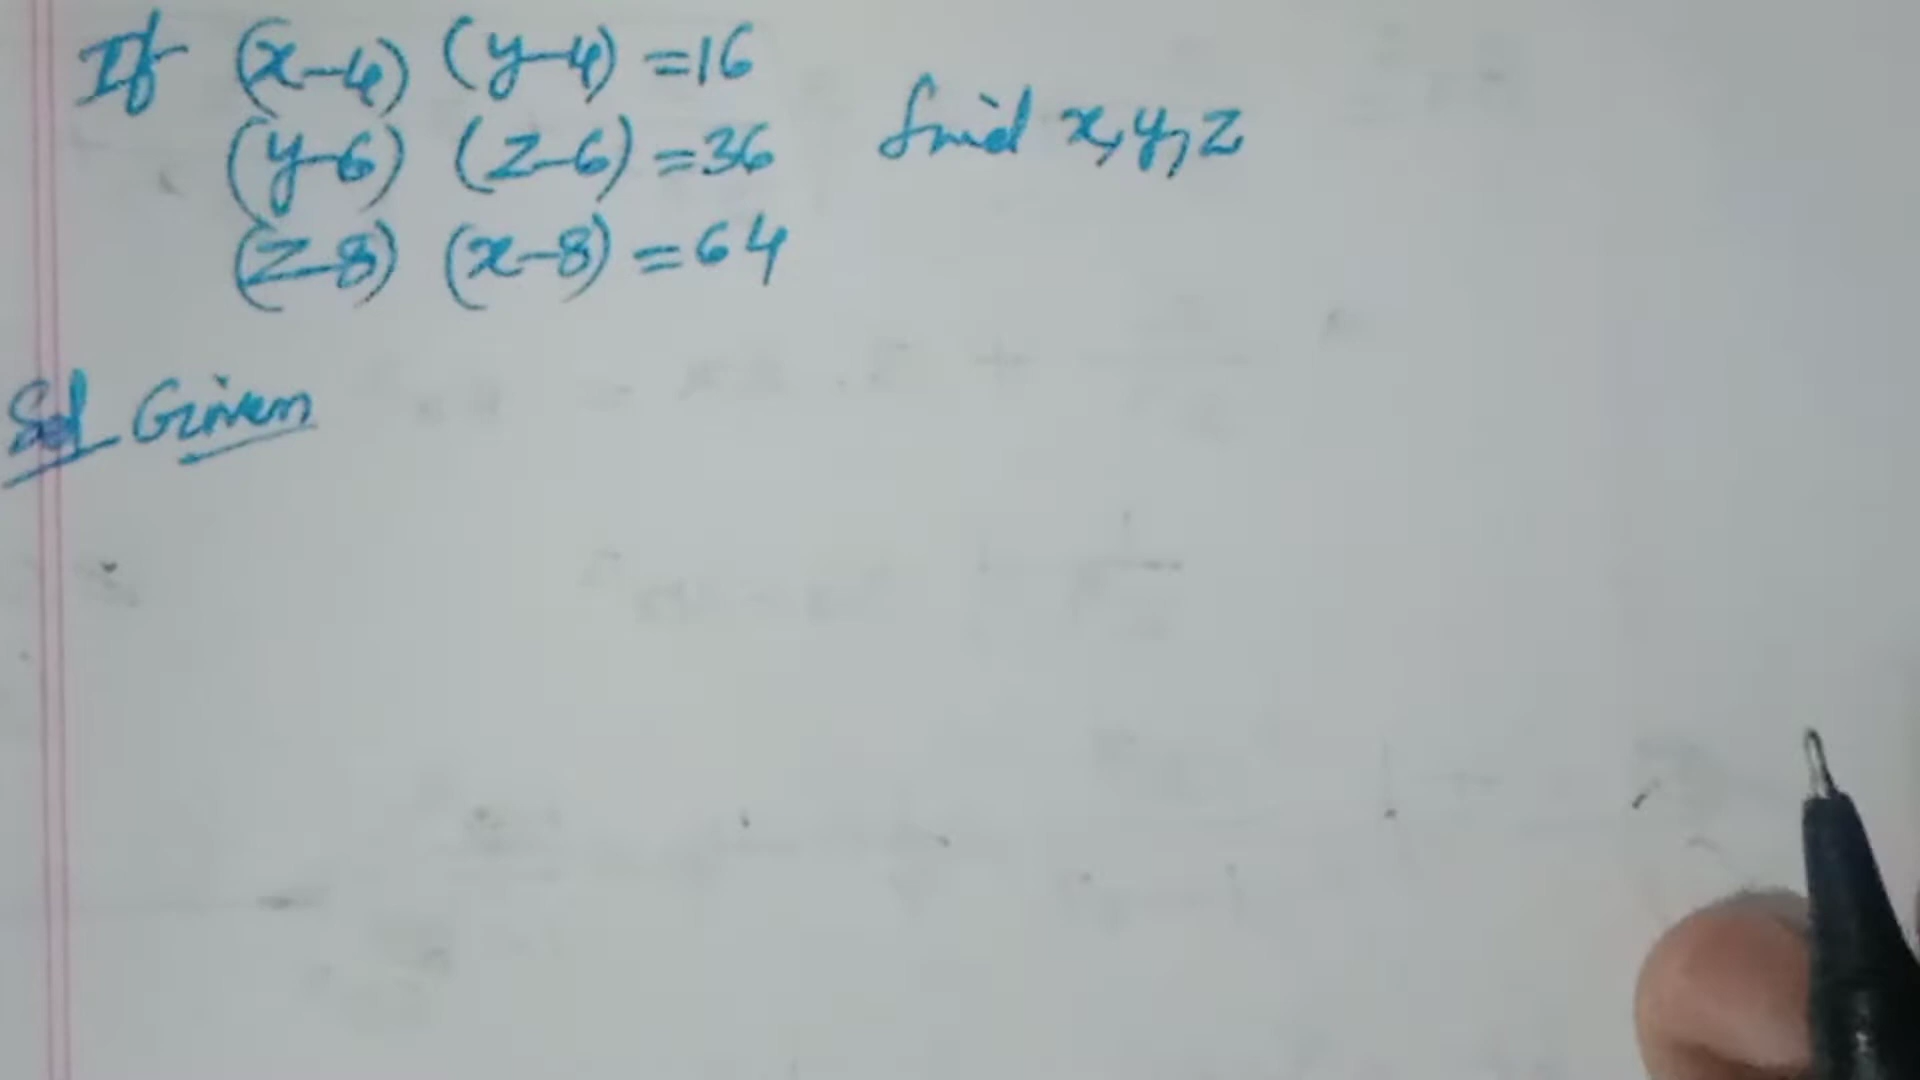 If (x-4) (y-4) =16
(y-6) (z-6) =36 find x,y,z
(z-8) (x-8) =64
Sol Given